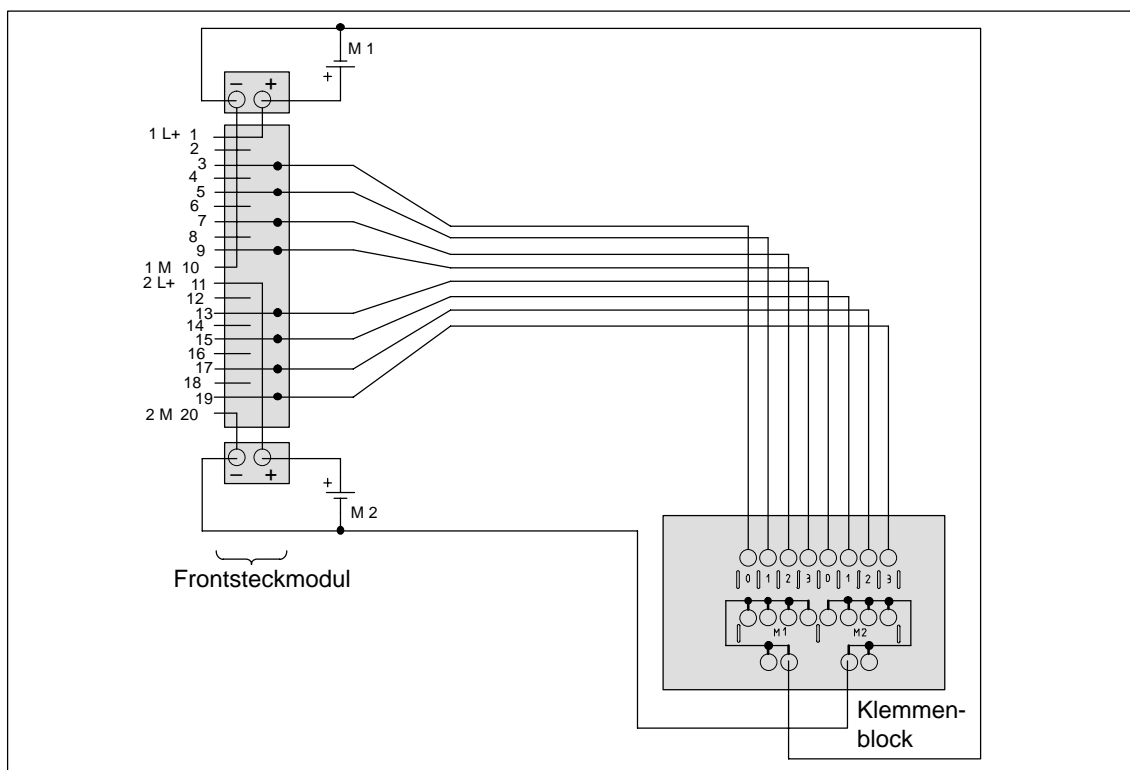 M 1
+
− +
1 L+ 1
2
3
4
5
6
7
8
9
1 M 10
2 L+ 11
12
13
14
15
16
17
18
19
2 M 20
− +
+
M 2
Frontsteckmodul
0 1 2 3 0 1 2 3
M1 M2
Klemmen-
block